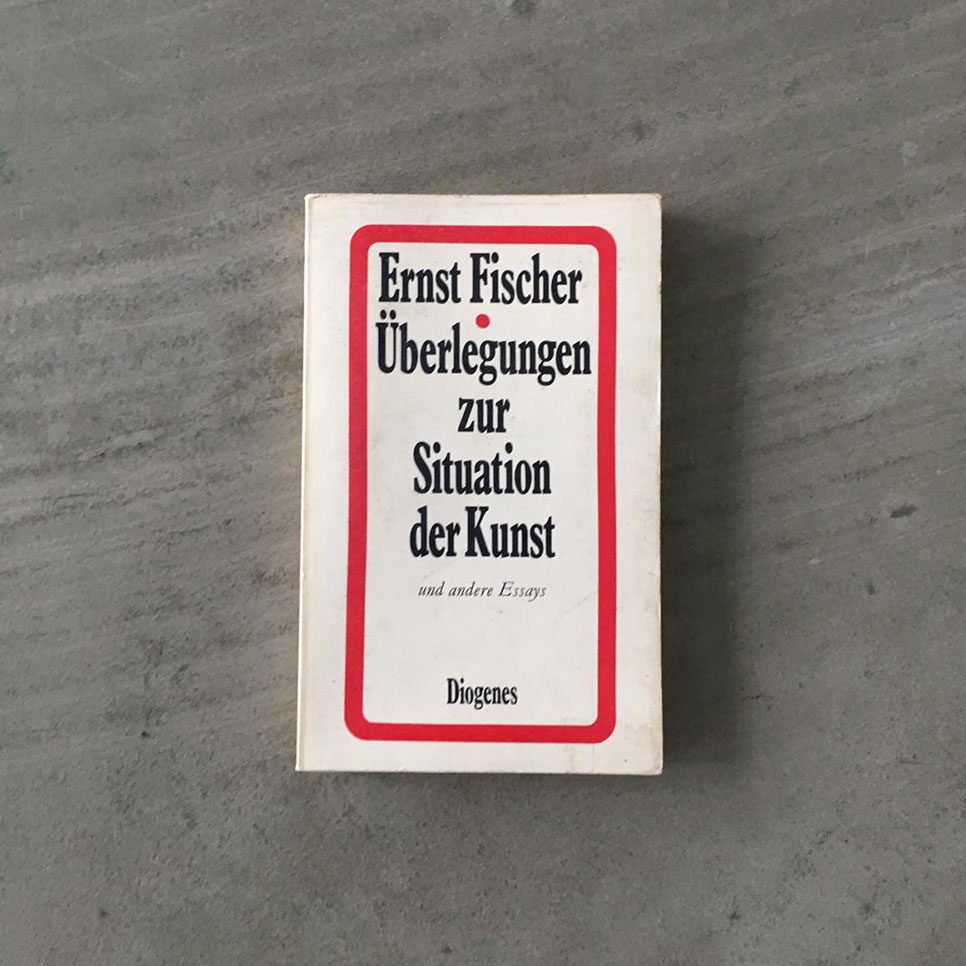 Ernst Fischer
Überlegungen
zur
Situation
der Kunst
und andere Essays
Diogenes